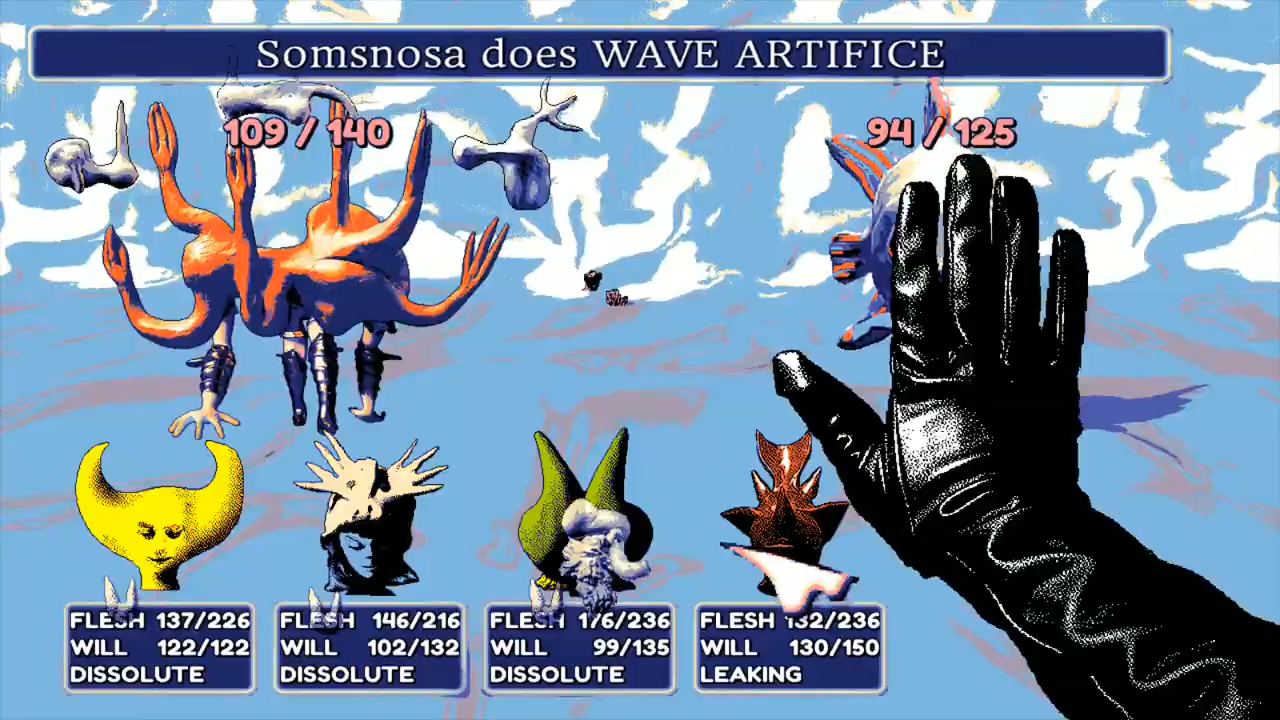 Somsnosa does WAVE ARTIFICE
109 / 140
94 / 125
FLESH 137/226
WILL 122/122
DISSOLUTE
FLESH 146/216
WILL 102/132
DISSOLUTE
FLESH 176/236
WILL 99/135
DISSOLUTE
FLESH 132/236
WILL 130/150
LEAKING